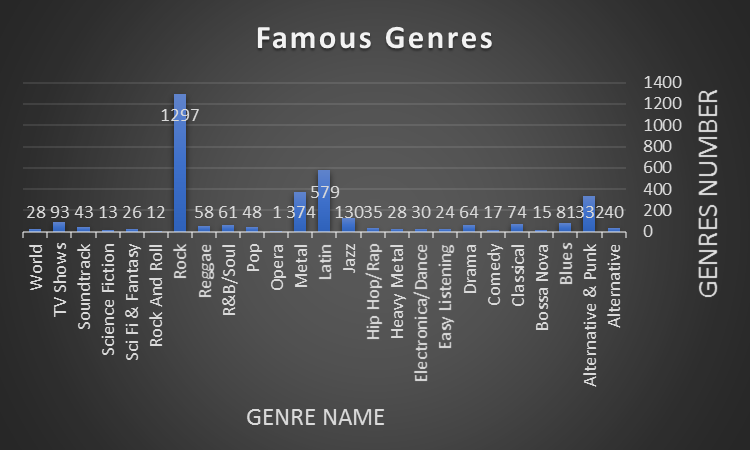 Famous Genres
1400
1200
1000
800
600
400
200
0
GENRES NUMBER
1297
579
28 93 43 13 26 12 58 61 48 1 374 130 35 28 30 24 64 17 74 15 81 332 40
World
TV Shows
Soundtrack
Science Fiction
Sci Fi & Fantasy
Rock And Roll
Rock
Reggae
R&B/Soul
Pop
Opera
Metal
Latin
Jazz
Hip Hop/Rap
Heavy Metal
Electronica/Dance
Easy Listening
Drama
Comedy
Classical
Bossa Nova
Blues
Alternative & Punk
Alternative
GENRE NAME